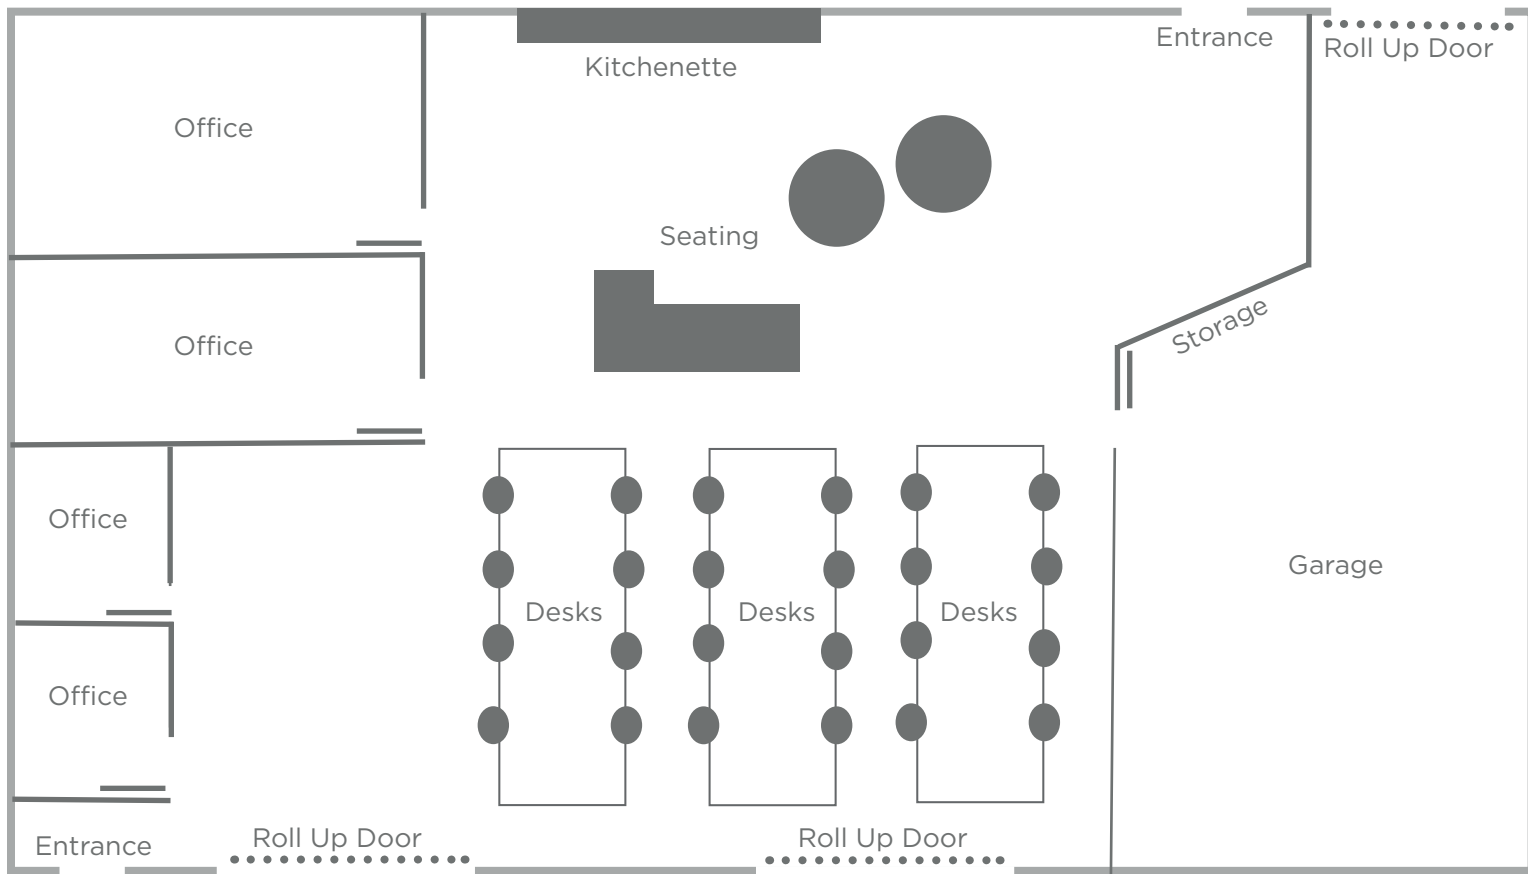 Entrance
Roll Up Door
Kitchenette
Office
Seating
Storage
Office
Office
Garage
Desks
Desks
Desks
Office
Entrance
Roll Up Door
Roll Up Door